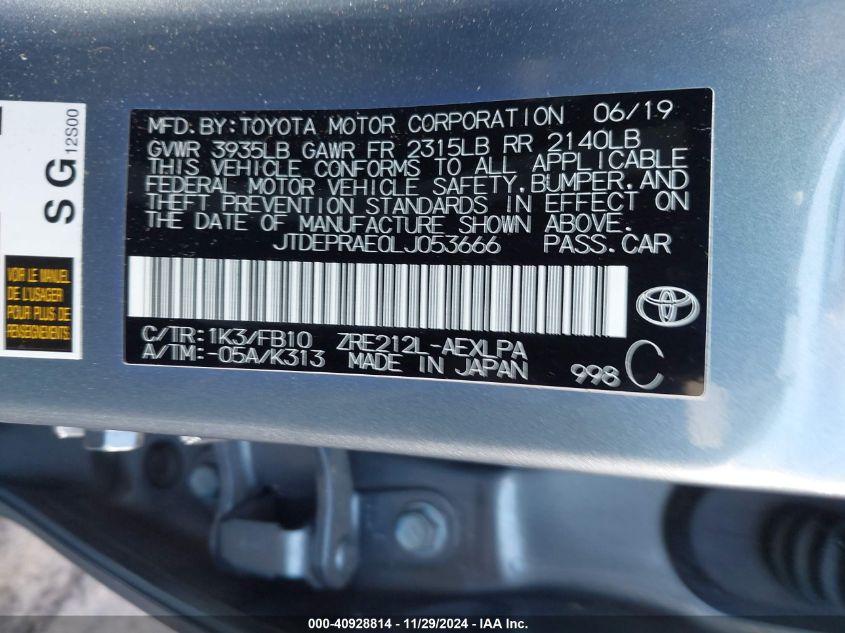 MFD. BY: TOYOTA MOTOR CORPORATION 06/19
GVWR 3935LB GAWR FR 2315LB RR 2140LB
THIS VEHICLE CONFORMS TO ALL APPLICABLE
FEDERAL MOTOR VEHICLE SAFETY, BUMPER, AND
THEFT PREVENTION STANDARDS IN EFFECT ON
THE DATE OF MANUFACTURE SHOWN ABOVE.
JTDEPRAE0LJ053666 PASS. CAR
C/TR: 1K3/FB10 ZRE212L-AEXLPA
A/TM: -05A/K313 MADE IN JAPAN 998 C
SG 12S00
VOIR LE MANUEL
DE L'USAGER
POUR PLUS DE
RENSEIGNEMENTS
000-40928814 - 11/29/2024 - IAAI.com